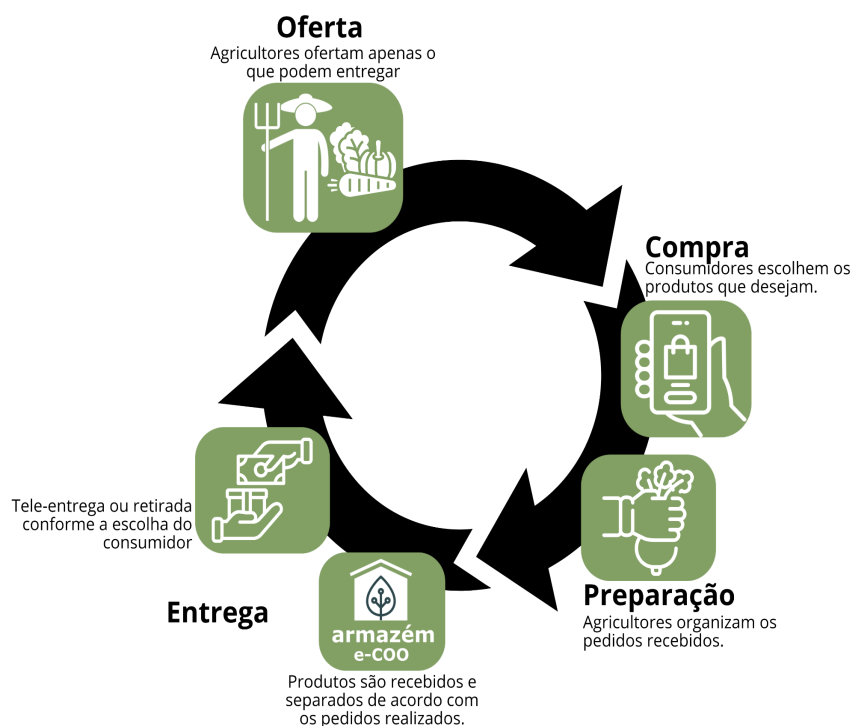 Oferta
Agricultores ofertam apenas o
que podem entregar
Compra
Consumidores escolhem os
produtos que desejam.
Preparação
Agricultores organizam os
pedidos recebidos.
armazém
e-COO
Produtos são recebidos e
separados de acordo com
os pedidos realizados.
Entrega
Tele-entrega ou retirada
conforme a escolha do
consumidor